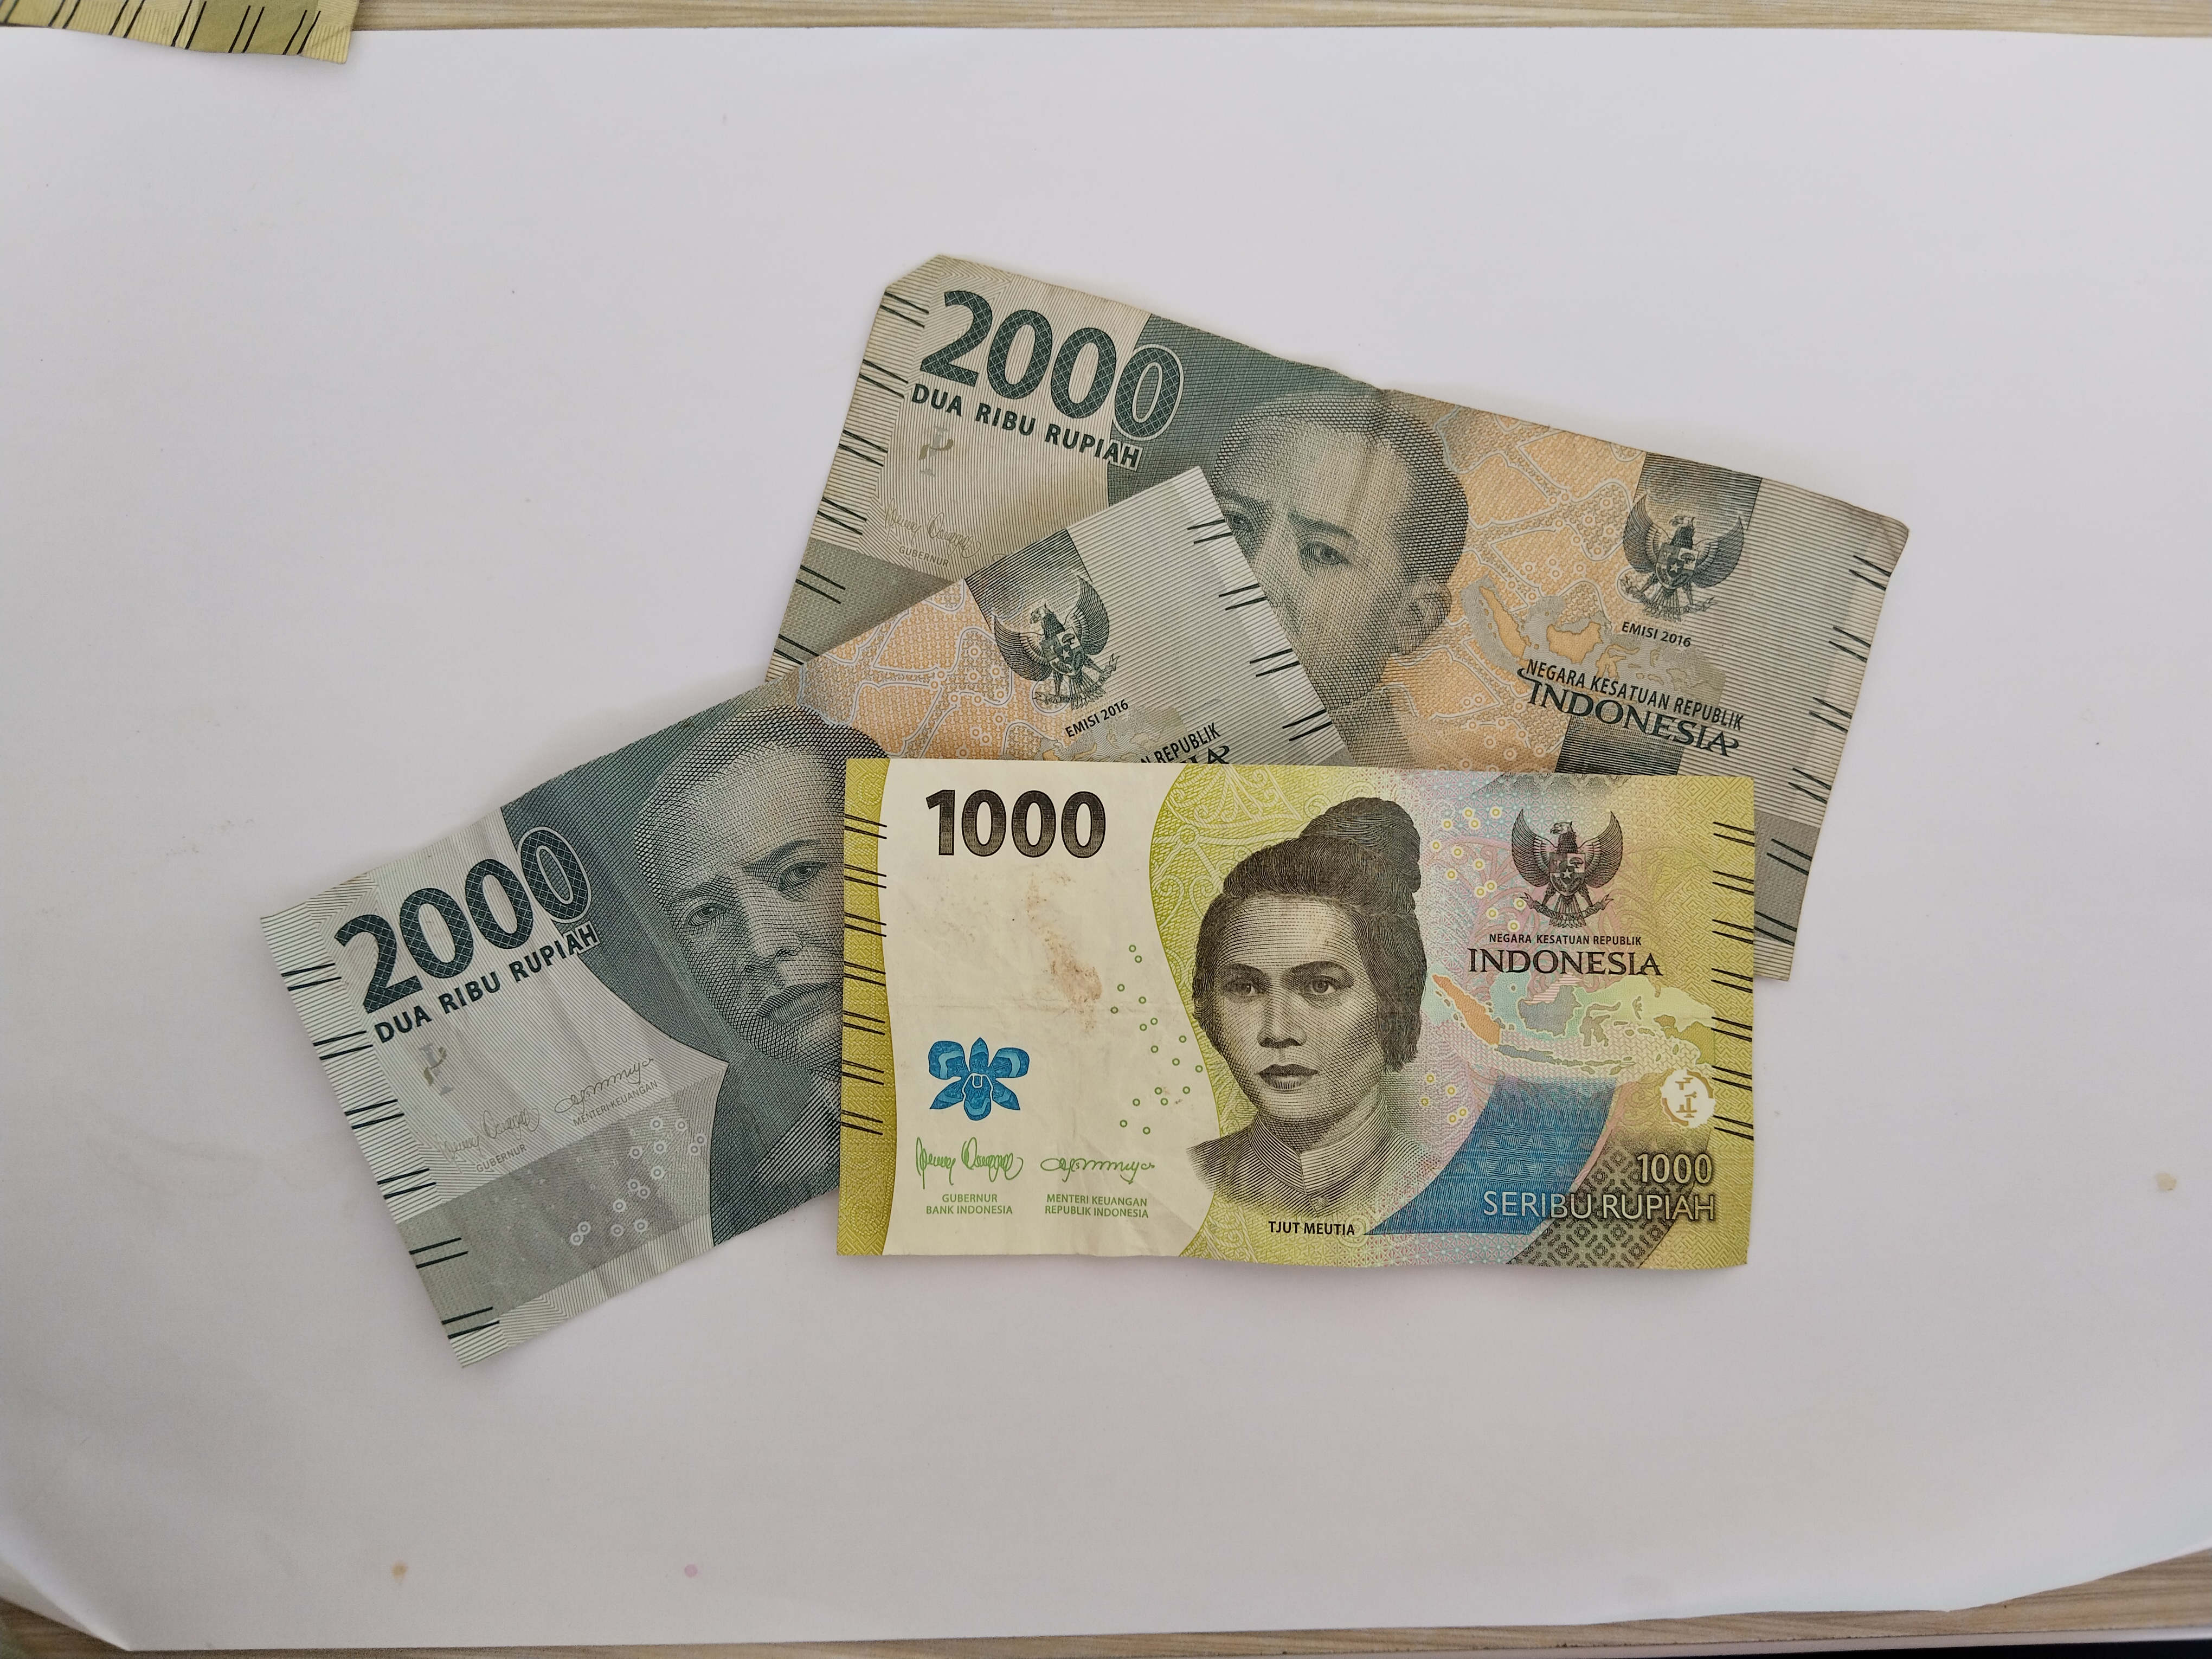 2000
DUA RIBU RUPIAH
GUBERNUR
EMISI 2016
NEGARA KESATUAN REPUBLIK
INDONESIA
EMISI 2016
REPUBLIK
2000
DUA RIBU RUPIAH
MENTERI KEUANGAN
GUBERNUR
1000
NEGARA KESATUAN REPUBLIK
INDONESIA
GUBERNUR
BANK INDONESIA
MENTERI KEUANGAN
REPUBLIK INDONESIA
TJUT MEUTIA
1000
SERIBU RUPIAH